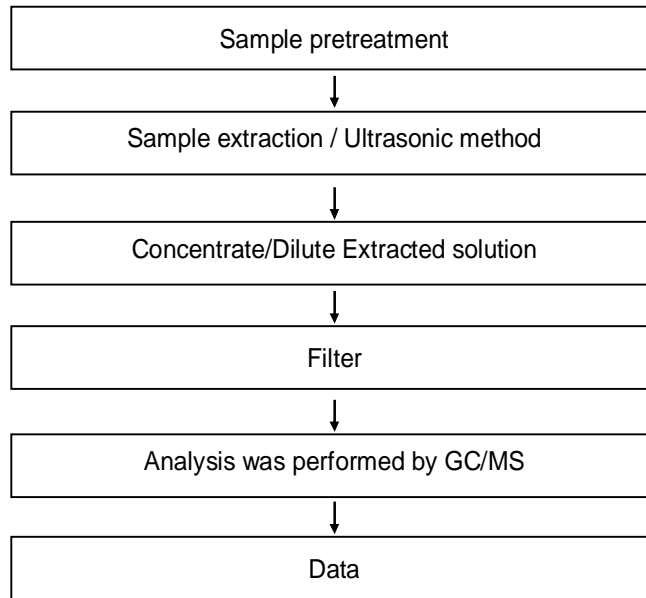 Sample pretreatment
Sample extraction / Ultrasonic method
Concentrate/Dilute Extracted solution
Filter
Analysis was performed by GC/MS
Data